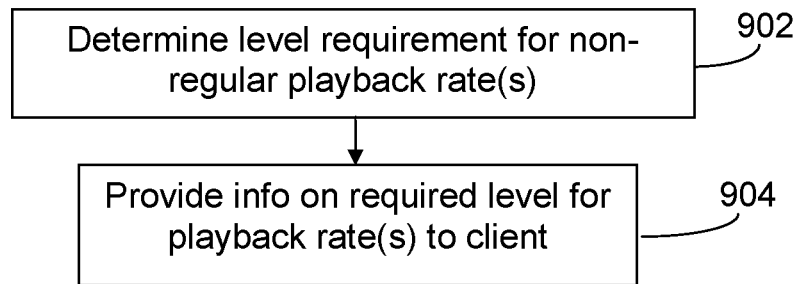 Determine level requirement for non-
regular playback rate(s)
902
Provide info on required level for
playback rate(s) to client
904